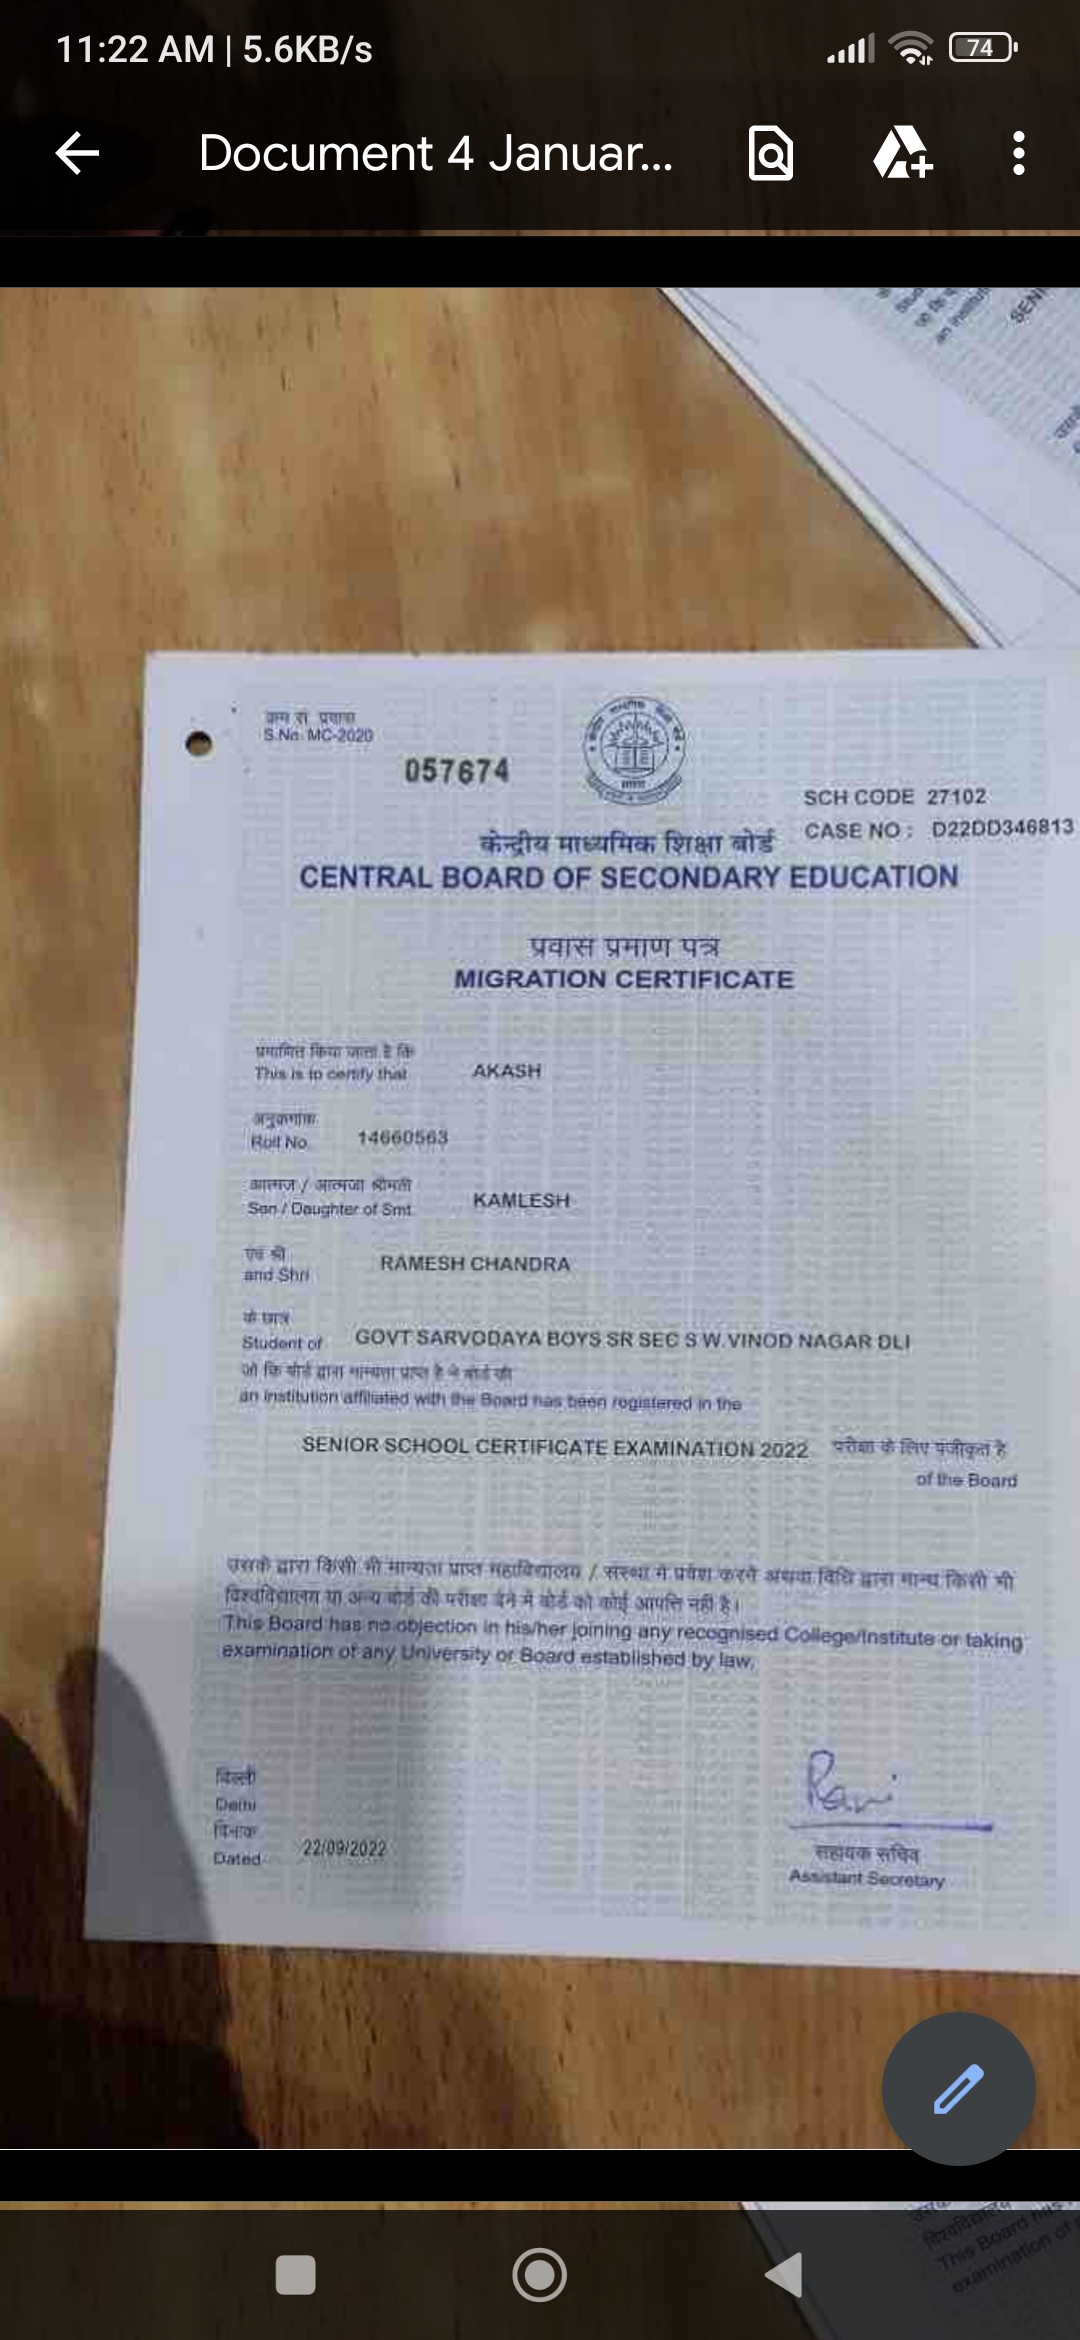 11:22 AM | 5.6KB/s
74
Document 4 Januar...
क्रम सं. प्रवास
S.No. MC-2020
057674
SCH CODE 27102
CASE NO : D22DD346813
केन्द्रीय माध्यमिक शिक्षा बोर्ड
CENTRAL BOARD OF SECONDARY EDUCATION
प्रवास प्रमाण पत्र
MIGRATION CERTIFICATE
प्रमाणित किया जाता है कि
This is to certify that AKASH
अनुक्रमांक
Roll No. 14660563
आत्मज / आत्मजा श्रीमती
Son / Daughter of Smt. KAMLESH
एवं श्री
and Shri RAMESH CHANDRA
के छात्र
Student of GOVT SARVODAYA BOYS SR SEC S W.VINOD NAGAR DLI
जो कि बोर्ड द्वारा मान्यता प्राप्त है ने बोर्ड की
an institution affiliated with the Board has been registered in the
SENIOR SCHOOL CERTIFICATE EXAMINATION 2022 परीक्षा के लिए पंजीकृत है
of the Board
उसके द्वारा किसी भी मान्यता प्राप्त महाविद्यालय / संस्था में प्रवेश करने अथवा विधि द्वारा मान्य किसी भी
विश्वविद्यालय या अन्य बोर्ड की परीक्षा देने में बोर्ड को कोई आपत्ति नहीं है।
This Board has no objection in his/her joining any recognised College/Institute or taking
examination of any University or Board established by law.
दिल्ली
Delhi
दिनांक
Dated 22/09/2022
Ravi
सहायक सचिव
Assistant Secretary
This Board has
examination of